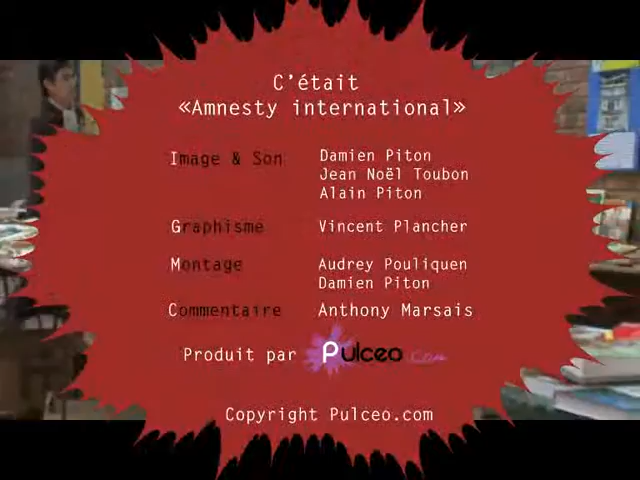 C'était
«Amnesty international»
Image & Son Damien Piton
Jean Noël Toubon
Alain Piton
Graphisme Vincent Plancher
Montage Audrey Pouliquen
Damien Piton
Commentaire Anthony Marsais
Produit par Pulceo.com
Copyright Pulceo.com